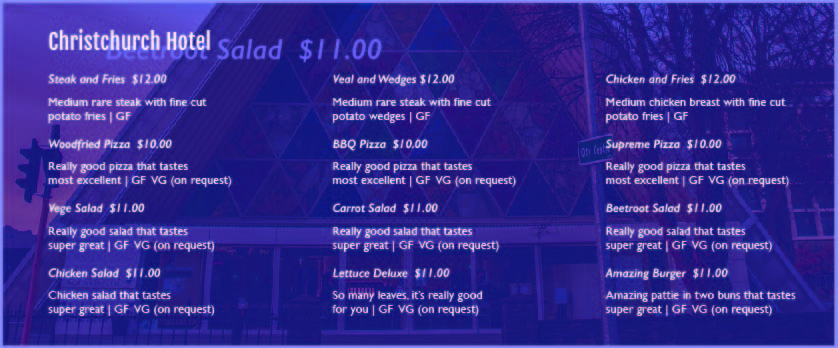 Christchurch Hotel
Beetroot Salad $11.00
Steak and Fries $12.00
Medium rare steak with fine cut
potato fries | GF
Veal and Wedges $12.00
Medium rare steak with fine cut
potato wedges | GF
Chicken and Fries $12.00
Medium chicken breast with fine cut
potato fries | GF
Woodfried Pizza $10.00
Really good pizza that tastes
most excellent | GF VG (on request)
BBQ Pizza $10.00
Really good pizza that tastes
most excellent | GF VG (on request)
Supreme Pizza $10.00
Really good pizza that tastes
most excellent | GF VG (on request)
Vege Salad $11.00
Really good salad that tastes
super great | GF VG (on request)
Carrot Salad $11.00
Really good salad that tastes
super great | GF VG (on request)
Beetroot Salad $11.00
Really good salad that tastes
super great | GF VG (on request)
Chicken Salad $11.00
Chicken salad that tastes
super great | GF VG (on request)
Lettuce Deluxe $11.00
So many leaves, it's really good
for you | GF VG (on request)
Amazing Burger $11.00
Amazing pattie in two buns that tastes
super great | GF VG (on request)